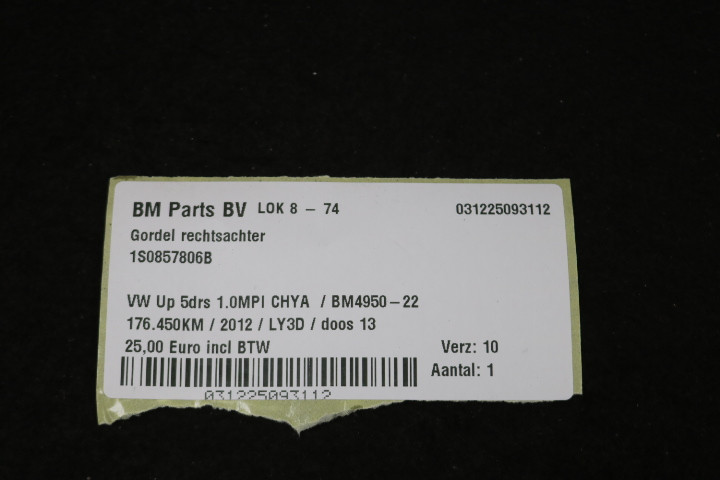 BM Parts BV LOK 8 - 74 031225093112
Gordel rechtsachter
1S0857806B
VW Up 5drs 1.0MPI CHYA / BM4950-22
176.450KM / 2012 / LY3D / doos 13
25,00 Euro incl BTW Verz: 10
Aantal: 1
031225093112